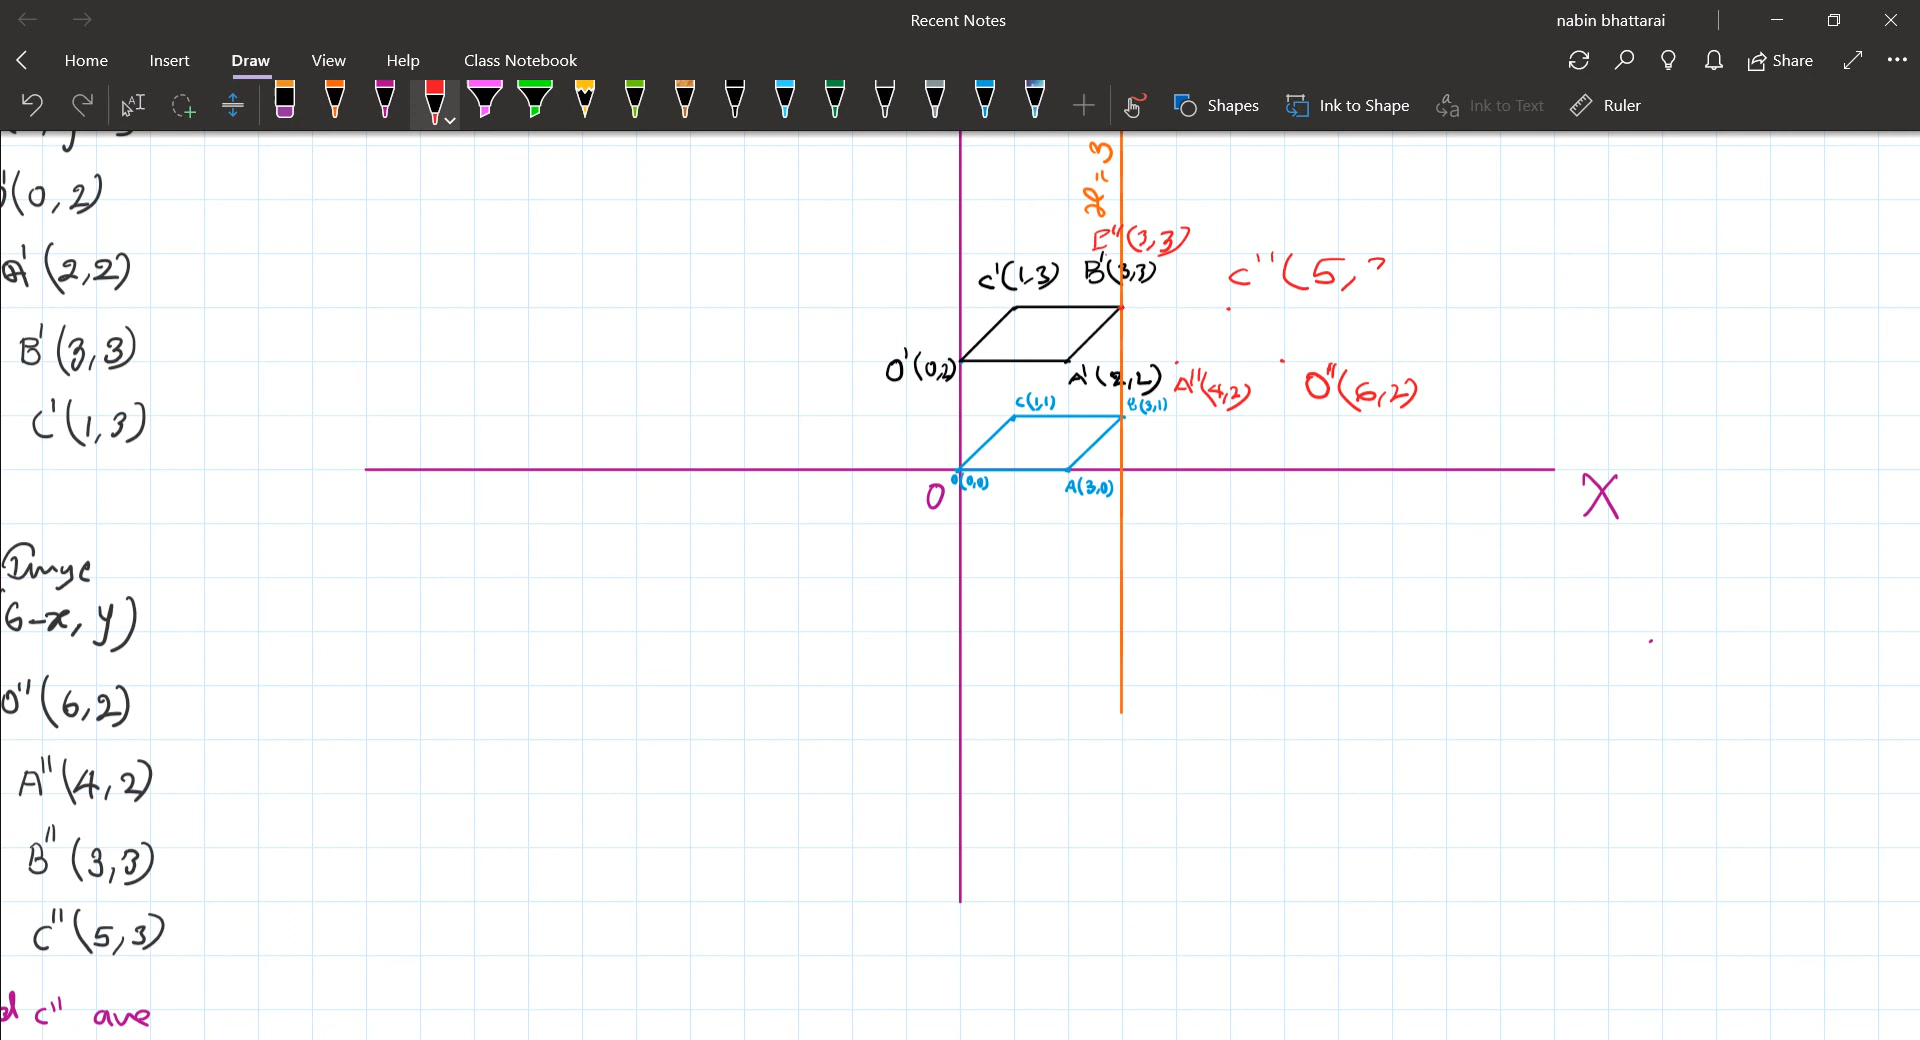 Recent Notes
nabin bhattarai
Home Insert Draw View Help Class Notebook
Share
Shapes Ink to Shape Ink to Text Ruler
(0,2)
A'(2,2)
B'(3,3)
C'(1,3)
Image
6-x, y)
O"(6,2)
A"(4,2)
B"(3,3)
C"(5,3)
c" are
x=3
B"(3,3)
C'(1,3) B'(3,3)
C"(5,
O'(0,2)
A'(2,2)
A"(4,2)
O"(6,2)
C(1,1)
B(3,1)
O
O(0,0)
A(3,0)
X